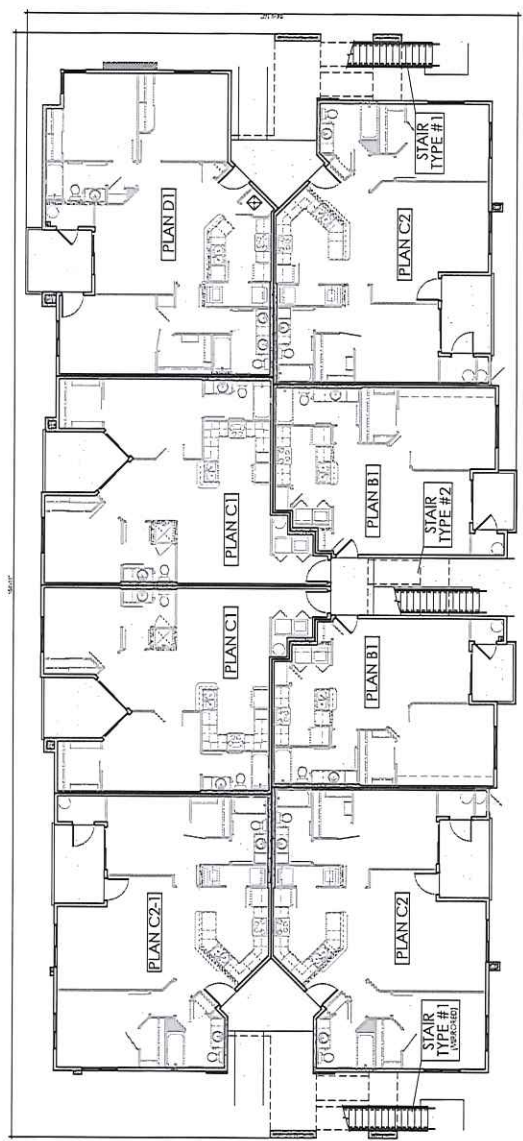 PLAN D1
PLAN C2
STAIR
TYPE #1
PLAN C1
PLAN B1
STAIR
TYPE #2
PLAN C1
PLAN B1
PLAN C2-1
PLAN C2
STAIR
TYPE #1
(MIRRORED)